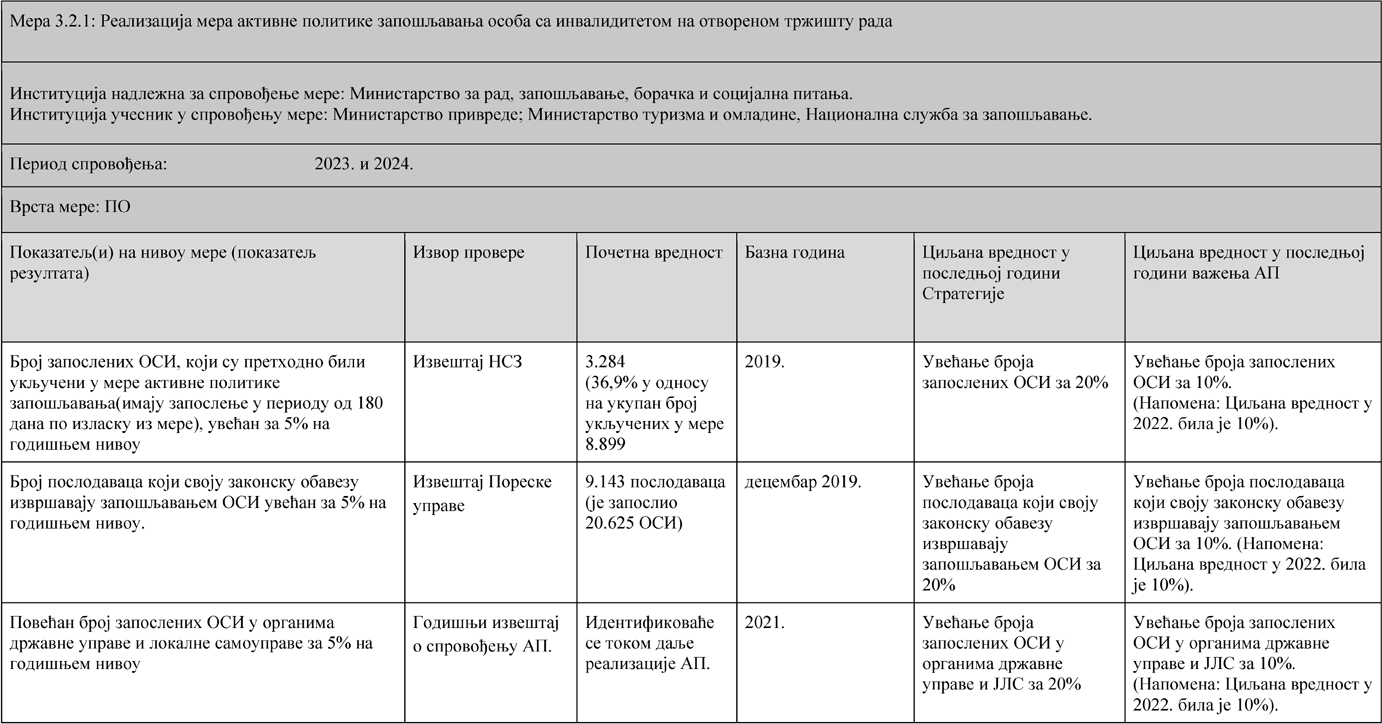 Мера 3.2.1: Реализација мера активне политике запошљавања особа са инвалидитетом на отвореном тржишту рада
Институција надлежна за спровођење мере: Министарство за рад, запошљавање, борачка и социјална питања.
Институција учесник у спровођењу мере: Министарство привреде; Министарство туризма и омладине, Национална служба за запошљавање.
Период спровођења: 2023. и 2024.
Врста мере: ПО
Показатељ(и) на нивоу мере (показатељ
резултата)
Извор провере
Почетна вредност
Базна година
Циљана вредност у
последњој години
Стратегије
Циљана вредност у последњој
години важења АП
Број запослених ОСИ, који су претходно били
укључени у мере активне политике
запошљавања(имају запослење у периоду од 180
дана по изласку из мере), увећан за 5% на
годишњем нивоу
Извештај НСЗ
3.284
(36,9% у односу
на укупан број
укључених у мере
8.899
2019.
Увећање броја
запослених ОСИ за 20%
Увећање броја запослених
ОСИ за 10%.
(Напомена: Циљана вредност у
2022. била је 10%).
Број послодаваца који своју законску обавезу
извршавају запошљавањем ОСИ увећан за 5% на
годишњем нивоу.
Извештај Пореске
управе
9.143 послодаваца
(је запослио
20.625 ОСИ)
децембар 2019.
Увећање броја
послодаваца који своју
законску обавезу
извршавају
запошљавањем ОСИ за
20%
Увећање броја послодаваца
који своју законску обавезу
извршавају запошљавањем
ОСИ за 10%. (Напомена:
Циљана вредност у 2022. била
је 10%).
Повећан број запослених ОСИ у органима
државне управе и локалне самоуправе за 5% на
годишњем нивоу
Годишњи извештај
о спровођењу АП.
Идентификоваће
се током даље
реализације АП.
2021.
Увећање броја
запослених ОСИ у
органима државне
управе и ЈЛС за 20%
Увећање броја запослених
ОСИ у органима државне
управе и ЈЛС за 10%.
(Напомена: Циљана вредност у
2022. била је 10%).